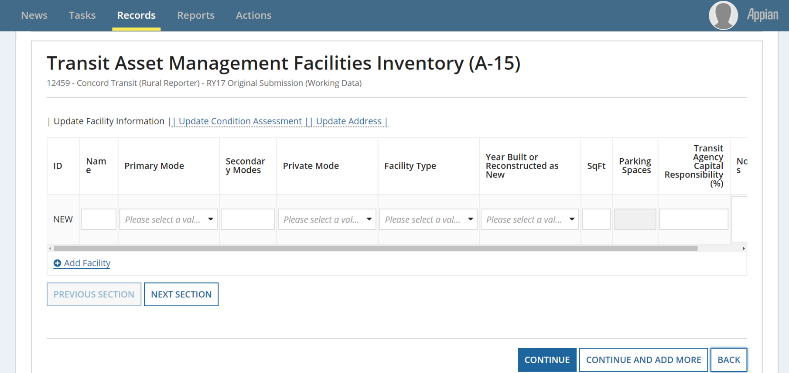 News Tasks Records Reports Actions Appian
Transit Asset Management Facilities Inventory (A-15)
12459 - Concord Transit (Rural Reporter) - RY17 Original Submission (Working Data)
| Update Facility Information || Update Condition Assessment || Update Address |
ID
Nam
e
Primary Mode
Secondar
y Modes
Private Mode
Facility Type
Year Built or
Reconstructed as
New
SqFt
Parking
Spaces
Transit
Agency
Capital
Responsibility
(%)
No
s
NEW Please select a val... Please select a val... Please select a val... Please select a val...
Add Facility
PREVIOUS SECTION NEXT SECTION
CONTINUE CONTINUE AND ADD MORE BACK